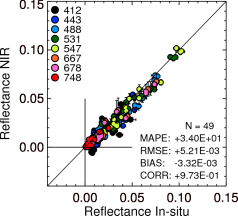 0.15
412
443
488
531
547
667
678
748
0.10
0.05
0.00
Reflectance NIR
N = 49
MAPE: +3.40E+01
RMSE: +5.21E-03
BIAS: -3.32E-03
CORR: +9.73E-01
0.00 0.05 0.10 0.15
Reflectance In-situ